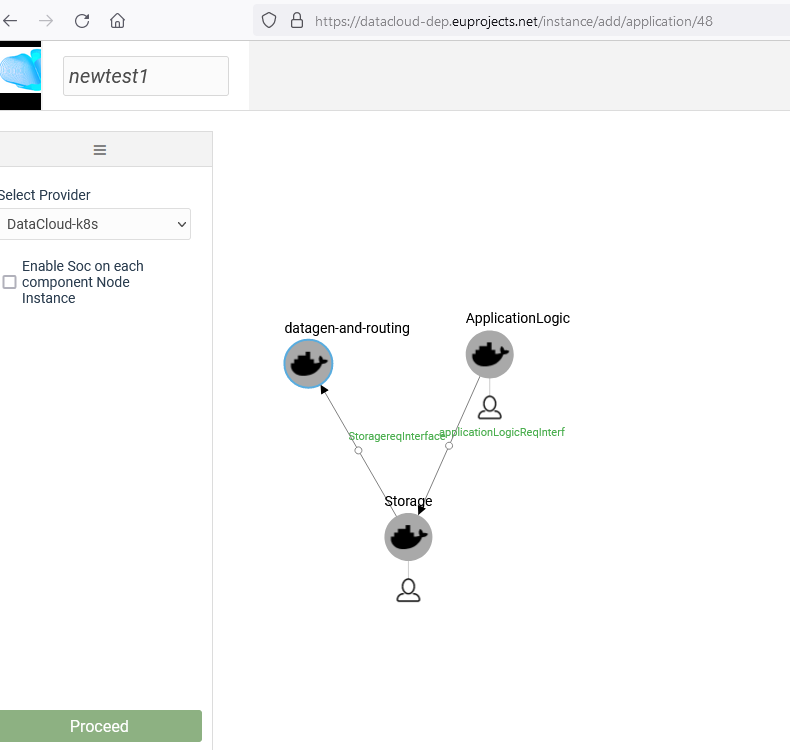 https://datacloud-dep.euprojects.net/instance/add/application/48
newtest1
Select Provider
DataCloud-k8s
Enable Soc on each
component Node
Instance
datagen-and-routing
ApplicationLogic
StoragereqInterface
applicationLogicReqInterf
Storage
Proceed